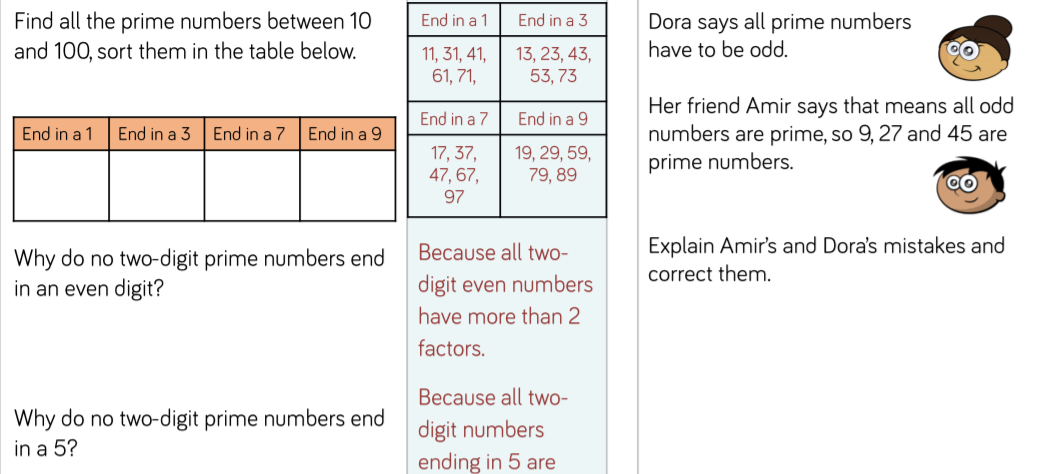 Find all the prime numbers between 10
and 100, sort them in the table below.
End in a 1
End in a 3
End in a 7
End in a 9
Why do no two-digit prime numbers end
in an even digit?
Why do no two-digit prime numbers end
in a 5?
End in a 1
End in a 3
11, 31, 41,
61, 71,
13, 23, 43,
53, 73
End in a 7
End in a 9
17, 37,
47, 67,
97
19, 29, 59,
79, 89
Because all two-
digit even numbers
have more than 2
factors.
Because all two-
digit numbers
ending in 5 are
Dora says all prime numbers
have to be odd.
Her friend Amir says that means all odd
numbers are prime, so 9, 27 and 45 are
prime numbers.
Explain Amir's and Dora's mistakes and
correct them.